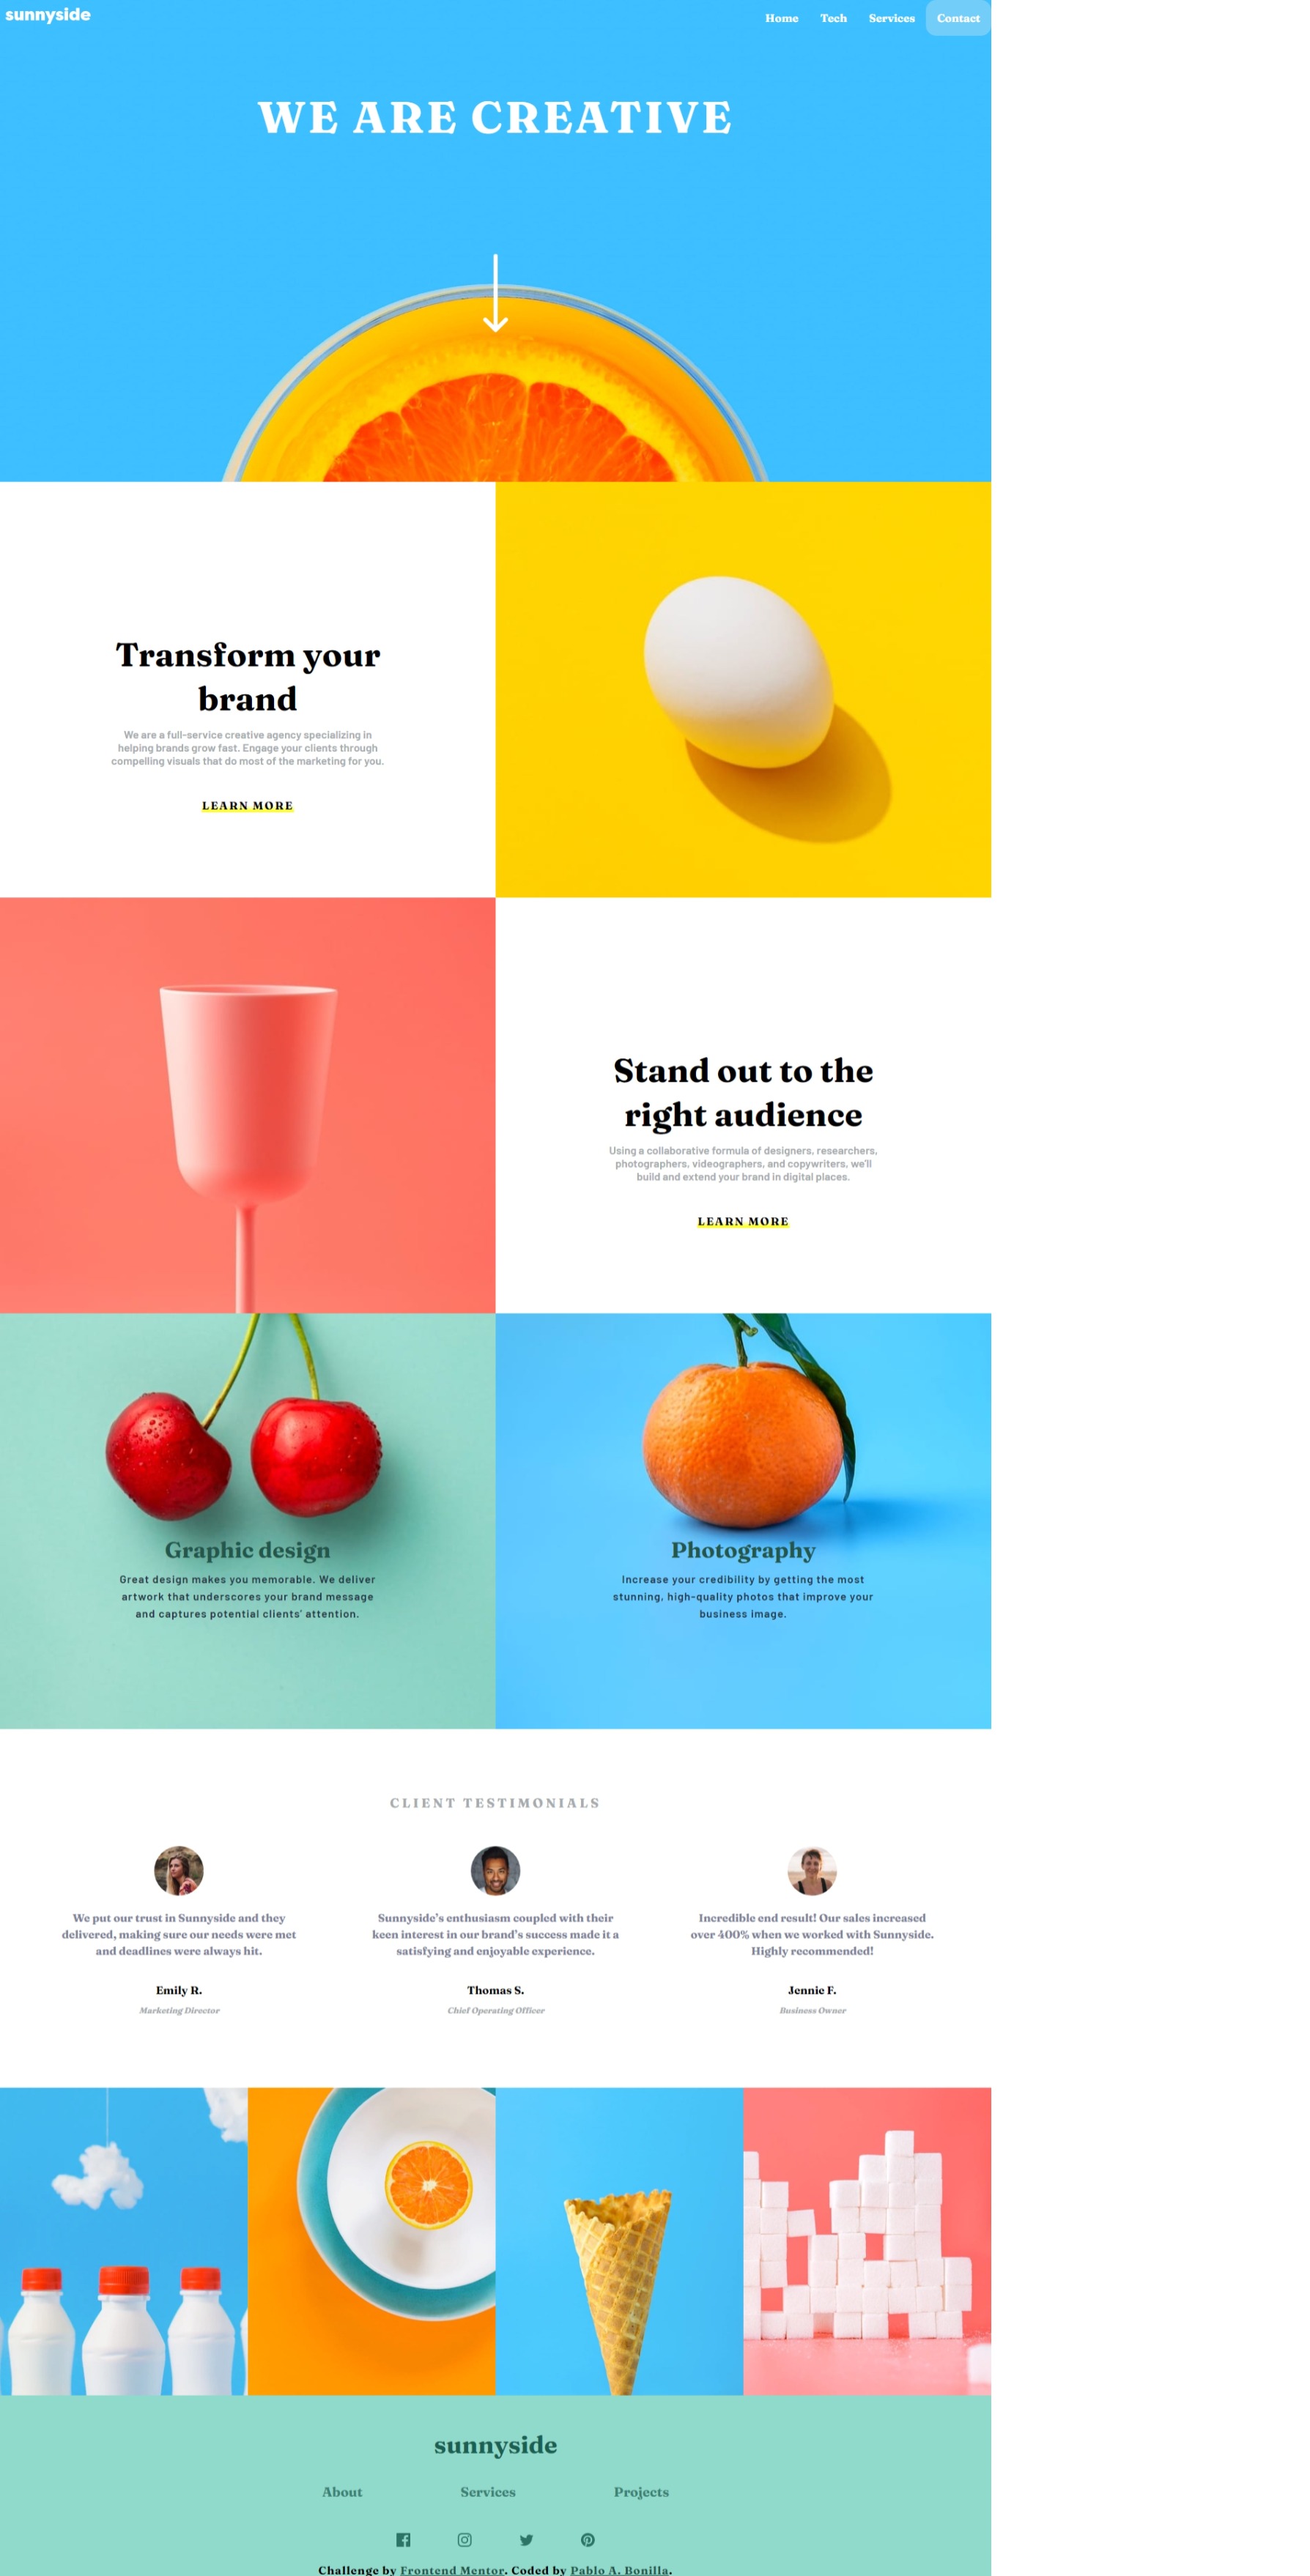 sunnyside
Home Tech Services Contact
WE ARE CREATIVE
Transform your
brand
We are a full-service creative agency specializing in
helping brands grow fast. Engage your clients through
compelling visuals that do most of the marketing for you.
LEARN MORE
Stand out to the
right audience
Using a collaborative formula of designers, researchers,
photographers, videographers, and copywriters, we'll
build and extend your brand in digital places.
LEARN MORE
Graphic design
Great design makes you memorable. We deliver
artwork that underscores your brand message
and captures potential clients' attention.
Photography
Increase your credibility by getting the most
stunning, high-quality photos that improve your
business image.
CLIENT TESTIMONIALS
We put our trust in Sunnyside and they
delivered, making sure our needs were met
and deadlines were always hit.
Emily R.
Marketing Director
Sunnyside's enthusiasm coupled with their
keen interest in our brand's success made it a
satisfying and enjoyable experience.
Thomas S.
Chief Operating Officer
Incredible end result! Our sales increased
over 400% when we worked with Sunnyside.
Highly recommended!
Jennie F.
Business Owner
sunnyside
About Services Projects
Challenge by Frontend Mentor. Coded by Pablo A. Bonilla.